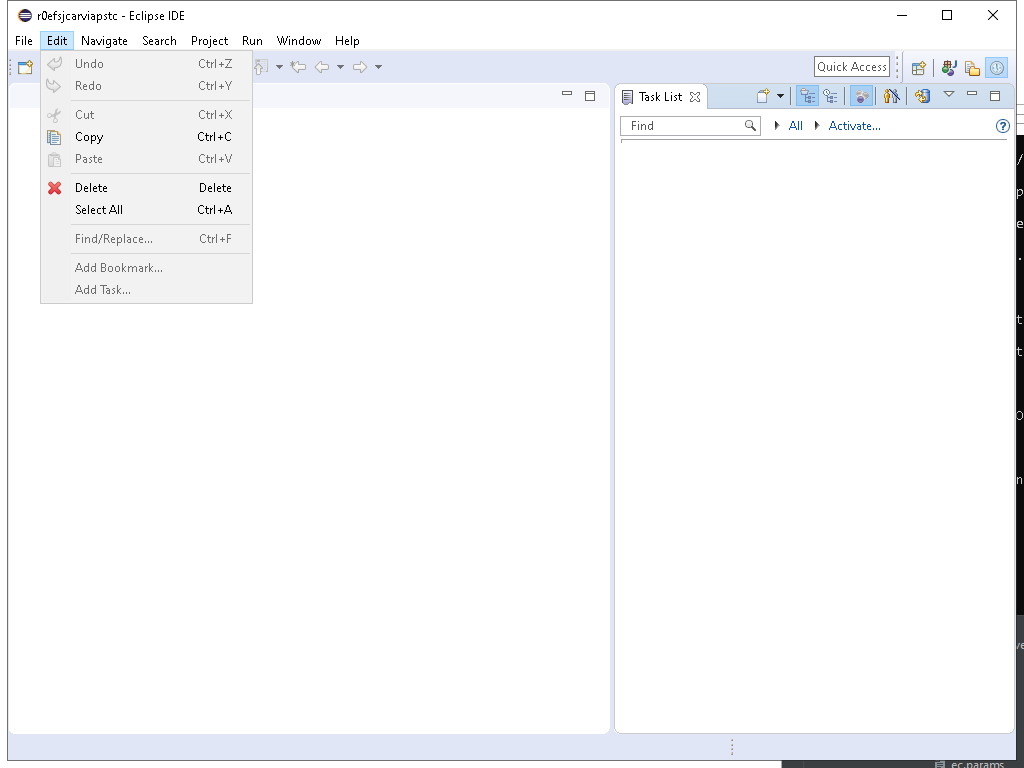 r0efsjcarviapstc - Eclipse IDE
File Edit Navigate Search Project Run Window Help
Quick Access
Undo Ctrl+Z
Redo Ctrl+Y
Cut Ctrl+X
Copy Ctrl+C
Paste Ctrl+V
Delete Delete
Select All Ctrl+A
Find/Replace... Ctrl+F
Add Bookmark...
Add Task...
Task List
Find
All
Activate...
ec.params